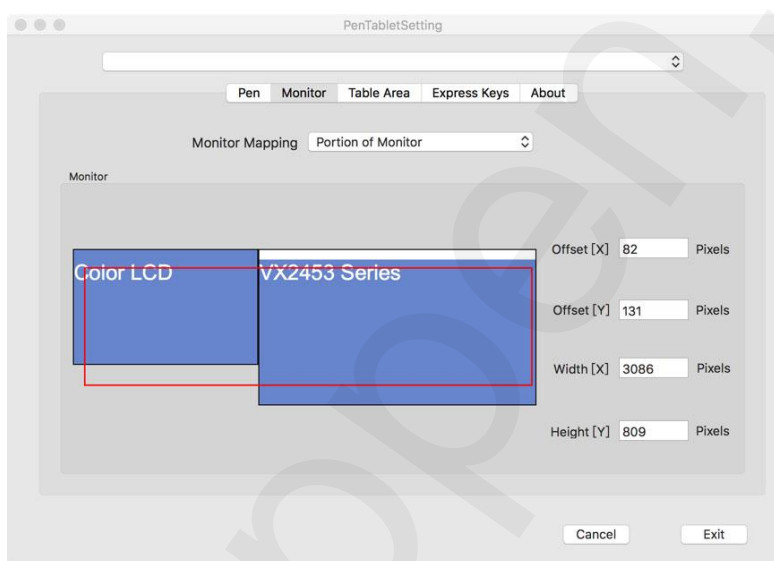 PenTabletSetting
Pen Monitor Table Area Express Keys About
Monitor Mapping Portion of Monitor
Monitor
Color LCD VX2453 Series
Offset [X] 82 Pixels
Offset [Y] 131 Pixels
Width [X] 3086 Pixels
Height [Y] 809 Pixels
Cancel Exit